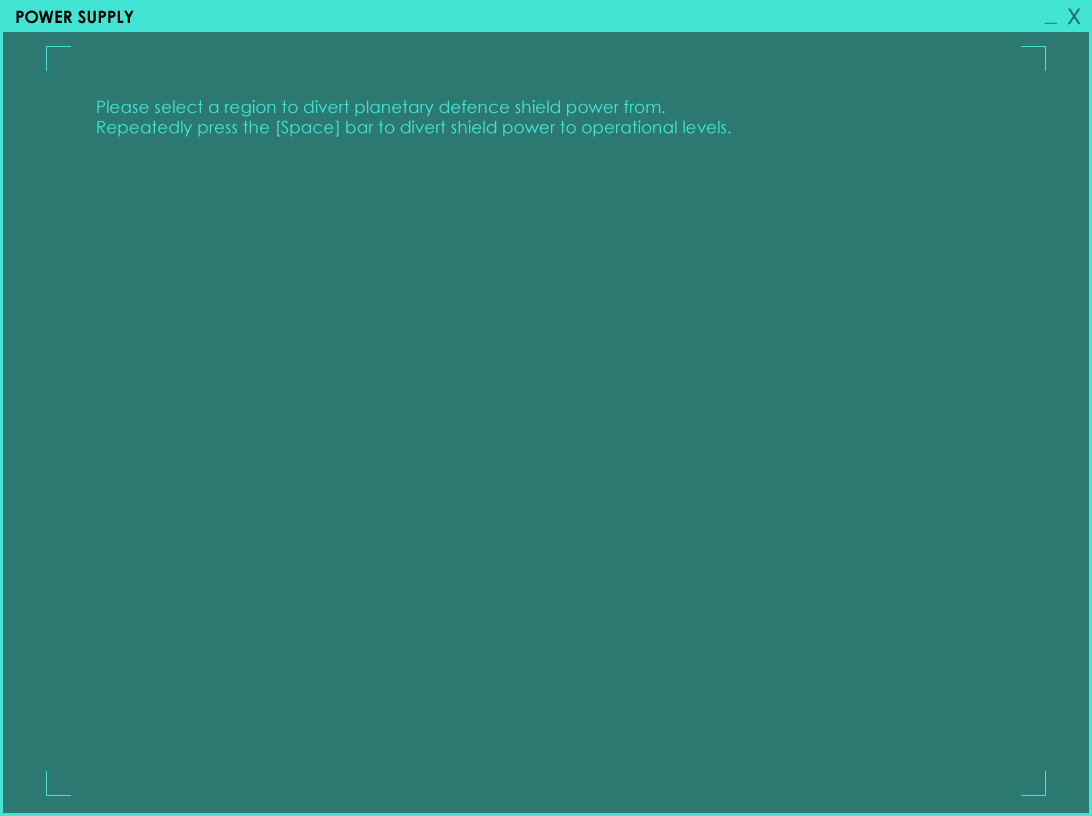 POWER SUPPLY
_ X
Please select a region to divert planetary defence shield power from.
Repeatedly press the [Space] bar to divert shield power to operational levels.